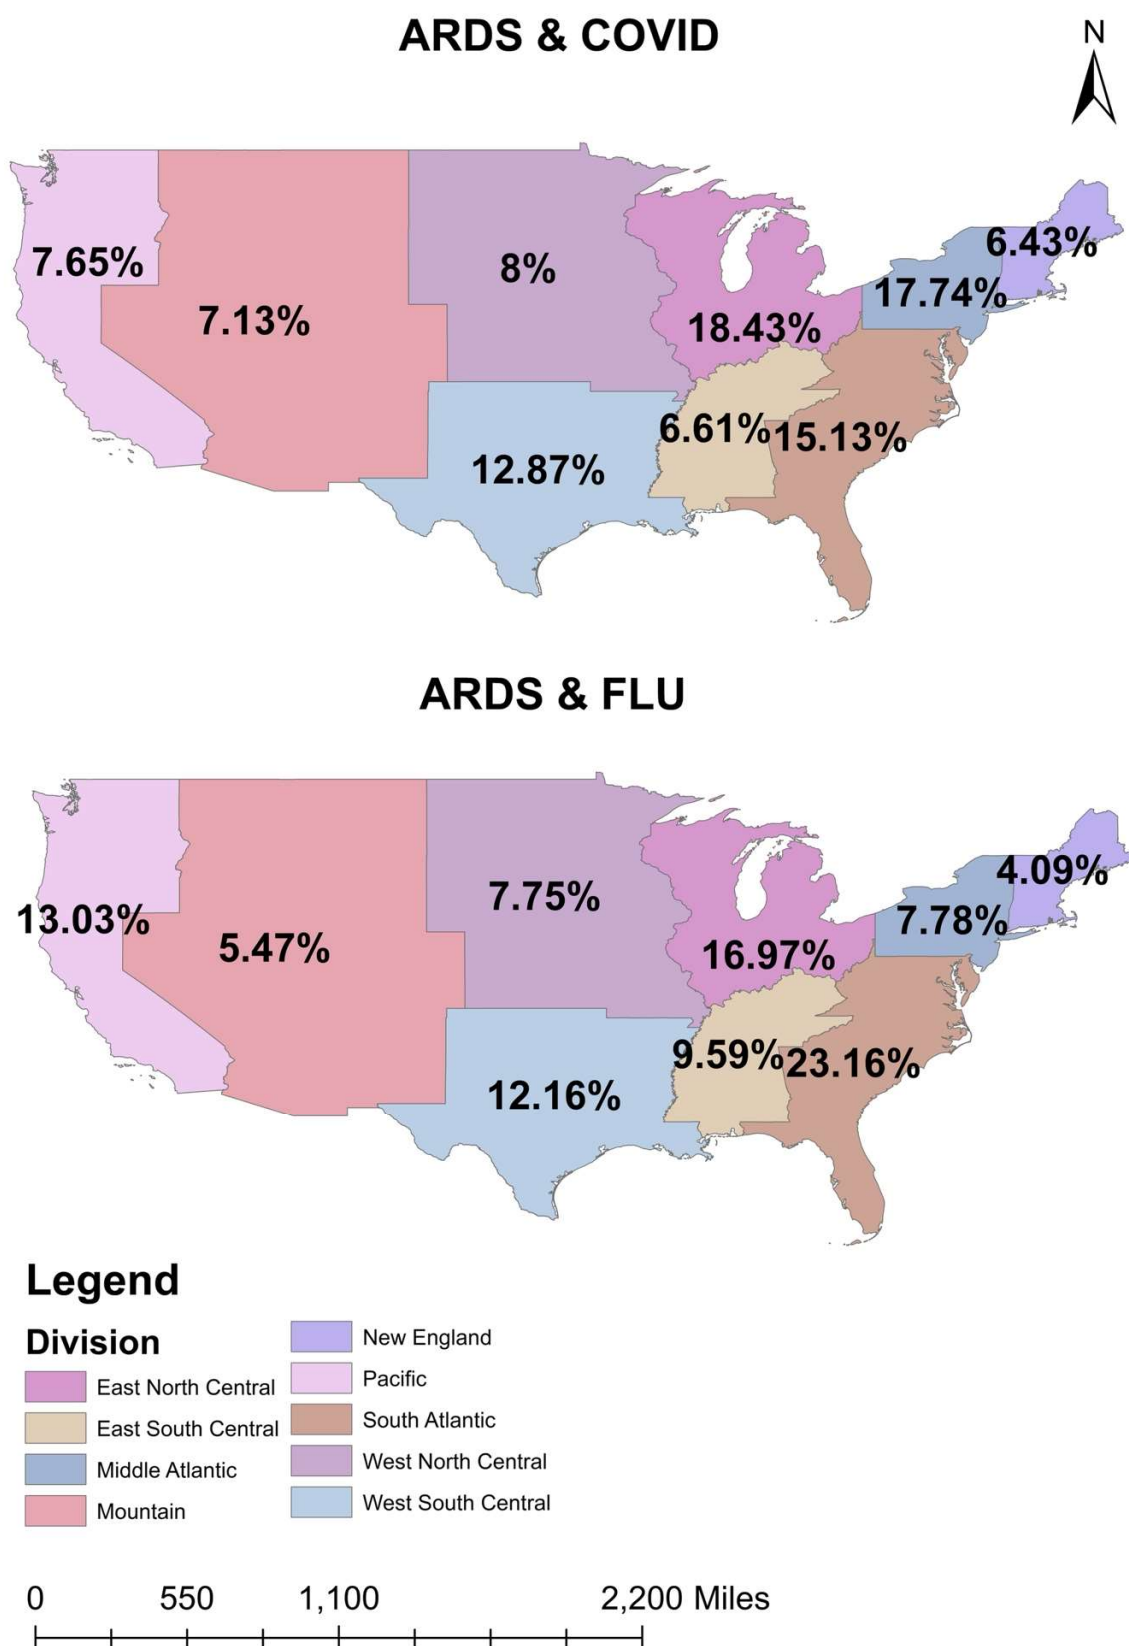 ARDS & COVID
N
7.65%
7.13%
8%
18.43%
17.74%
6.43%
6.61%
15.13%
12.87%
ARDS & FLU
13.03%
5.47%
7.75%
16.97%
7.78%
4.09%
9.59%
23.16%
12.16%
Legend
Division
East North Central
East South Central
Middle Atlantic
Mountain
New England
Pacific
South Atlantic
West North Central
West South Central
0 550 1,100 2,200 Miles